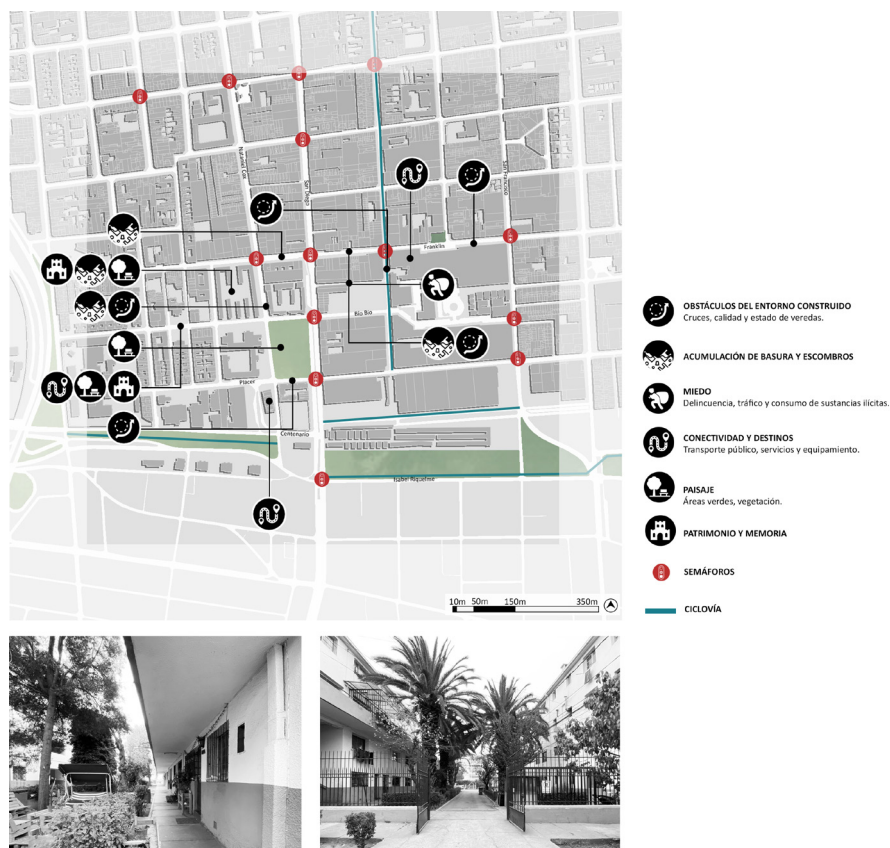 Nataniel Cox
San Diego
San Francisco
Franklin
Bío Bío
Placer
Centenario
Isabel Riquelme
10m 50m 150m 350m
OBSTÁCULOS DEL ENTORNO CONSTRUIDO
Cruces, calidad y estado de veredas.
ACUMULACIÓN DE BASURA Y ESCOMBROS
MIEDO
Delincuencia, tráfico y consumo de sustancias ilícitas.
CONECTIVIDAD Y DESTINOS
Transporte público, servicios y equipamiento.
PAISAJE
Áreas verdes, vegetación.
PATRIMONIO Y MEMORIA
SEMÁFOROS
CICLOVÍA